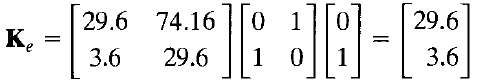 K_e = [29.6 74.16; 3.6 29.6] [0 1; 1 0] [0; 1] = [29.6; 3.6]